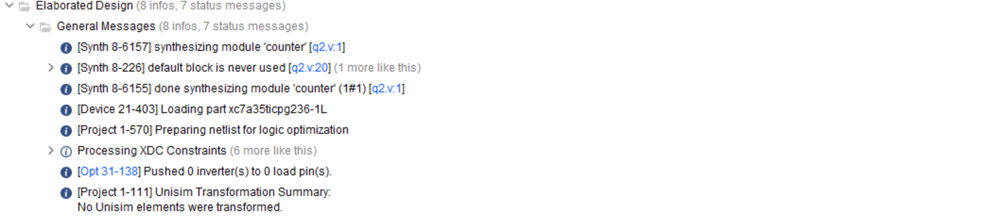 Elaborated Design (8 infos, 7 status messages)
General Messages (8 infos, 7 status messages)
[Synth 8-6157] synthesizing module 'counter' [q2.v:1]
[Synth 8-226] default block is never used [q2.v:20] (1 more like this)
[Synth 8-6155] done synthesizing module 'counter' (1#1) [q2.v:1]
[Device 21-403] Loading part xc7a35ticpg236-1L
[Project 1-570] Preparing netlist for logic optimization
Processing XDC Constraints (6 more like this)
[Opt 31-138] Pushed 0 inverter(s) to 0 load pin(s).
[Project 1-111] Unisim Transformation Summary:
No Unisim elements were transformed.